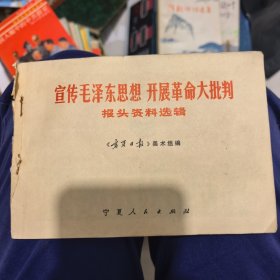 宣传毛泽东思想 开展革命大批判
报头资料选辑
《宁夏日报》美术组编
宁夏人民出版社